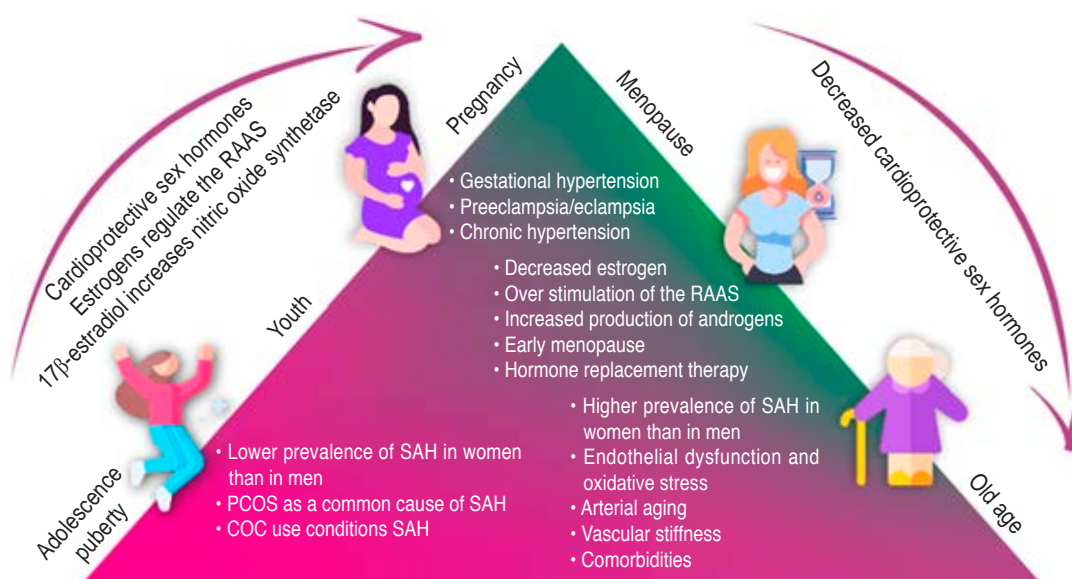 Cardioprotective sex hormones
Estrogens regulate the RAAS
17β-estradiol increases nitric oxide synthetase
Adolescence
puberty
Youth
Pregnancy
Menopause
Decreased cardioprotective sex hormones
Old age
• Gestational hypertension
• Preeclampsia/eclampsia
• Chronic hypertension
• Decreased estrogen
• Over stimulation of the RAAS
• Increased production of androgens
• Early menopause
• Hormone replacement therapy
• Lower prevalence of SAH in women
than in men
• PCOS as a common cause of SAH
• COC use conditions SAH
• Higher prevalence of SAH in
women than in men
• Endothelial dysfunction and
oxidative stress
• Arterial aging
• Vascular stiffness
• Comorbidities